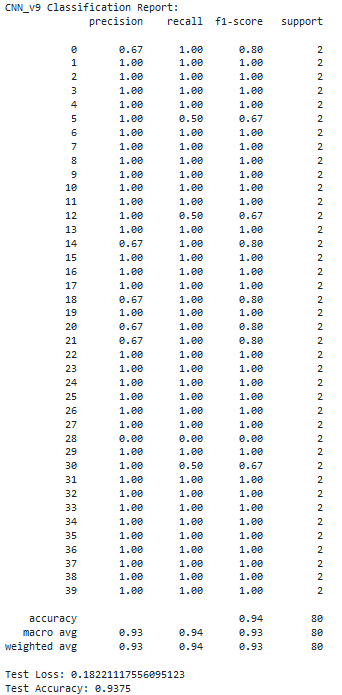 CNN_v9 Classification Report:
precision recall f1-score support
0 0.67 1.00 0.80 2
1 1.00 1.00 1.00 2
2 1.00 1.00 1.00 2
3 1.00 1.00 1.00 2
4 1.00 1.00 1.00 2
5 1.00 0.50 0.67 2
6 1.00 1.00 1.00 2
7 1.00 1.00 1.00 2
8 1.00 1.00 1.00 2
9 1.00 1.00 1.00 2
10 1.00 1.00 1.00 2
11 1.00 1.00 1.00 2
12 1.00 0.50 0.67 2
13 1.00 1.00 1.00 2
14 0.67 1.00 0.80 2
15 1.00 1.00 1.00 2
16 1.00 1.00 1.00 2
17 1.00 1.00 1.00 2
18 0.67 1.00 0.80 2
19 1.00 1.00 1.00 2
20 0.67 1.00 0.80 2
21 0.67 1.00 0.80 2
22 1.00 1.00 1.00 2
23 1.00 1.00 1.00 2
24 1.00 1.00 1.00 2
25 1.00 1.00 1.00 2
26 1.00 1.00 1.00 2
27 1.00 1.00 1.00 2
28 0.00 0.00 0.00 2
29 1.00 1.00 1.00 2
30 1.00 0.50 0.67 2
31 1.00 1.00 1.00 2
32 1.00 1.00 1.00 2
33 1.00 1.00 1.00 2
34 1.00 1.00 1.00 2
35 1.00 1.00 1.00 2
36 1.00 1.00 1.00 2
37 1.00 1.00 1.00 2
38 1.00 1.00 1.00 2
39 1.00 1.00 1.00 2
accuracy 0.94 80
macro avg 0.93 0.94 0.93 80
weighted avg 0.93 0.94 0.93 80
Test Loss: 0.18221117556095123
Test Accuracy: 0.9375